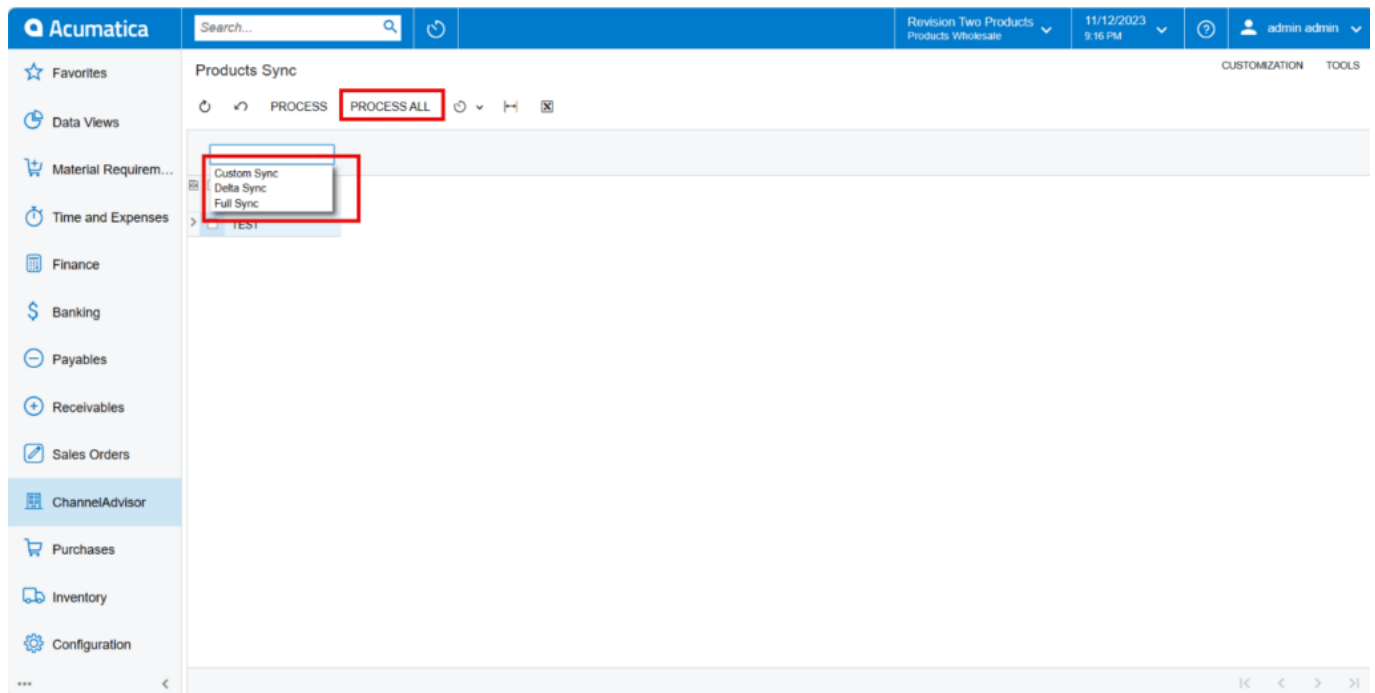 Acumatica
Search...
Revision Two Products
Products Wholesale
11/12/2023
9:16 PM
admin admin
Favorites
Data Views
Material Requirem...
Time and Expenses
Finance
Banking
Payables
Receivables
Sales Orders
ChannelAdvisor
Purchases
Inventory
Configuration
Products Sync
CUSTOMIZATION TOOLS
PROCESS PROCESS ALL
Custom Sync
Delta Sync
Full Sync
TEST